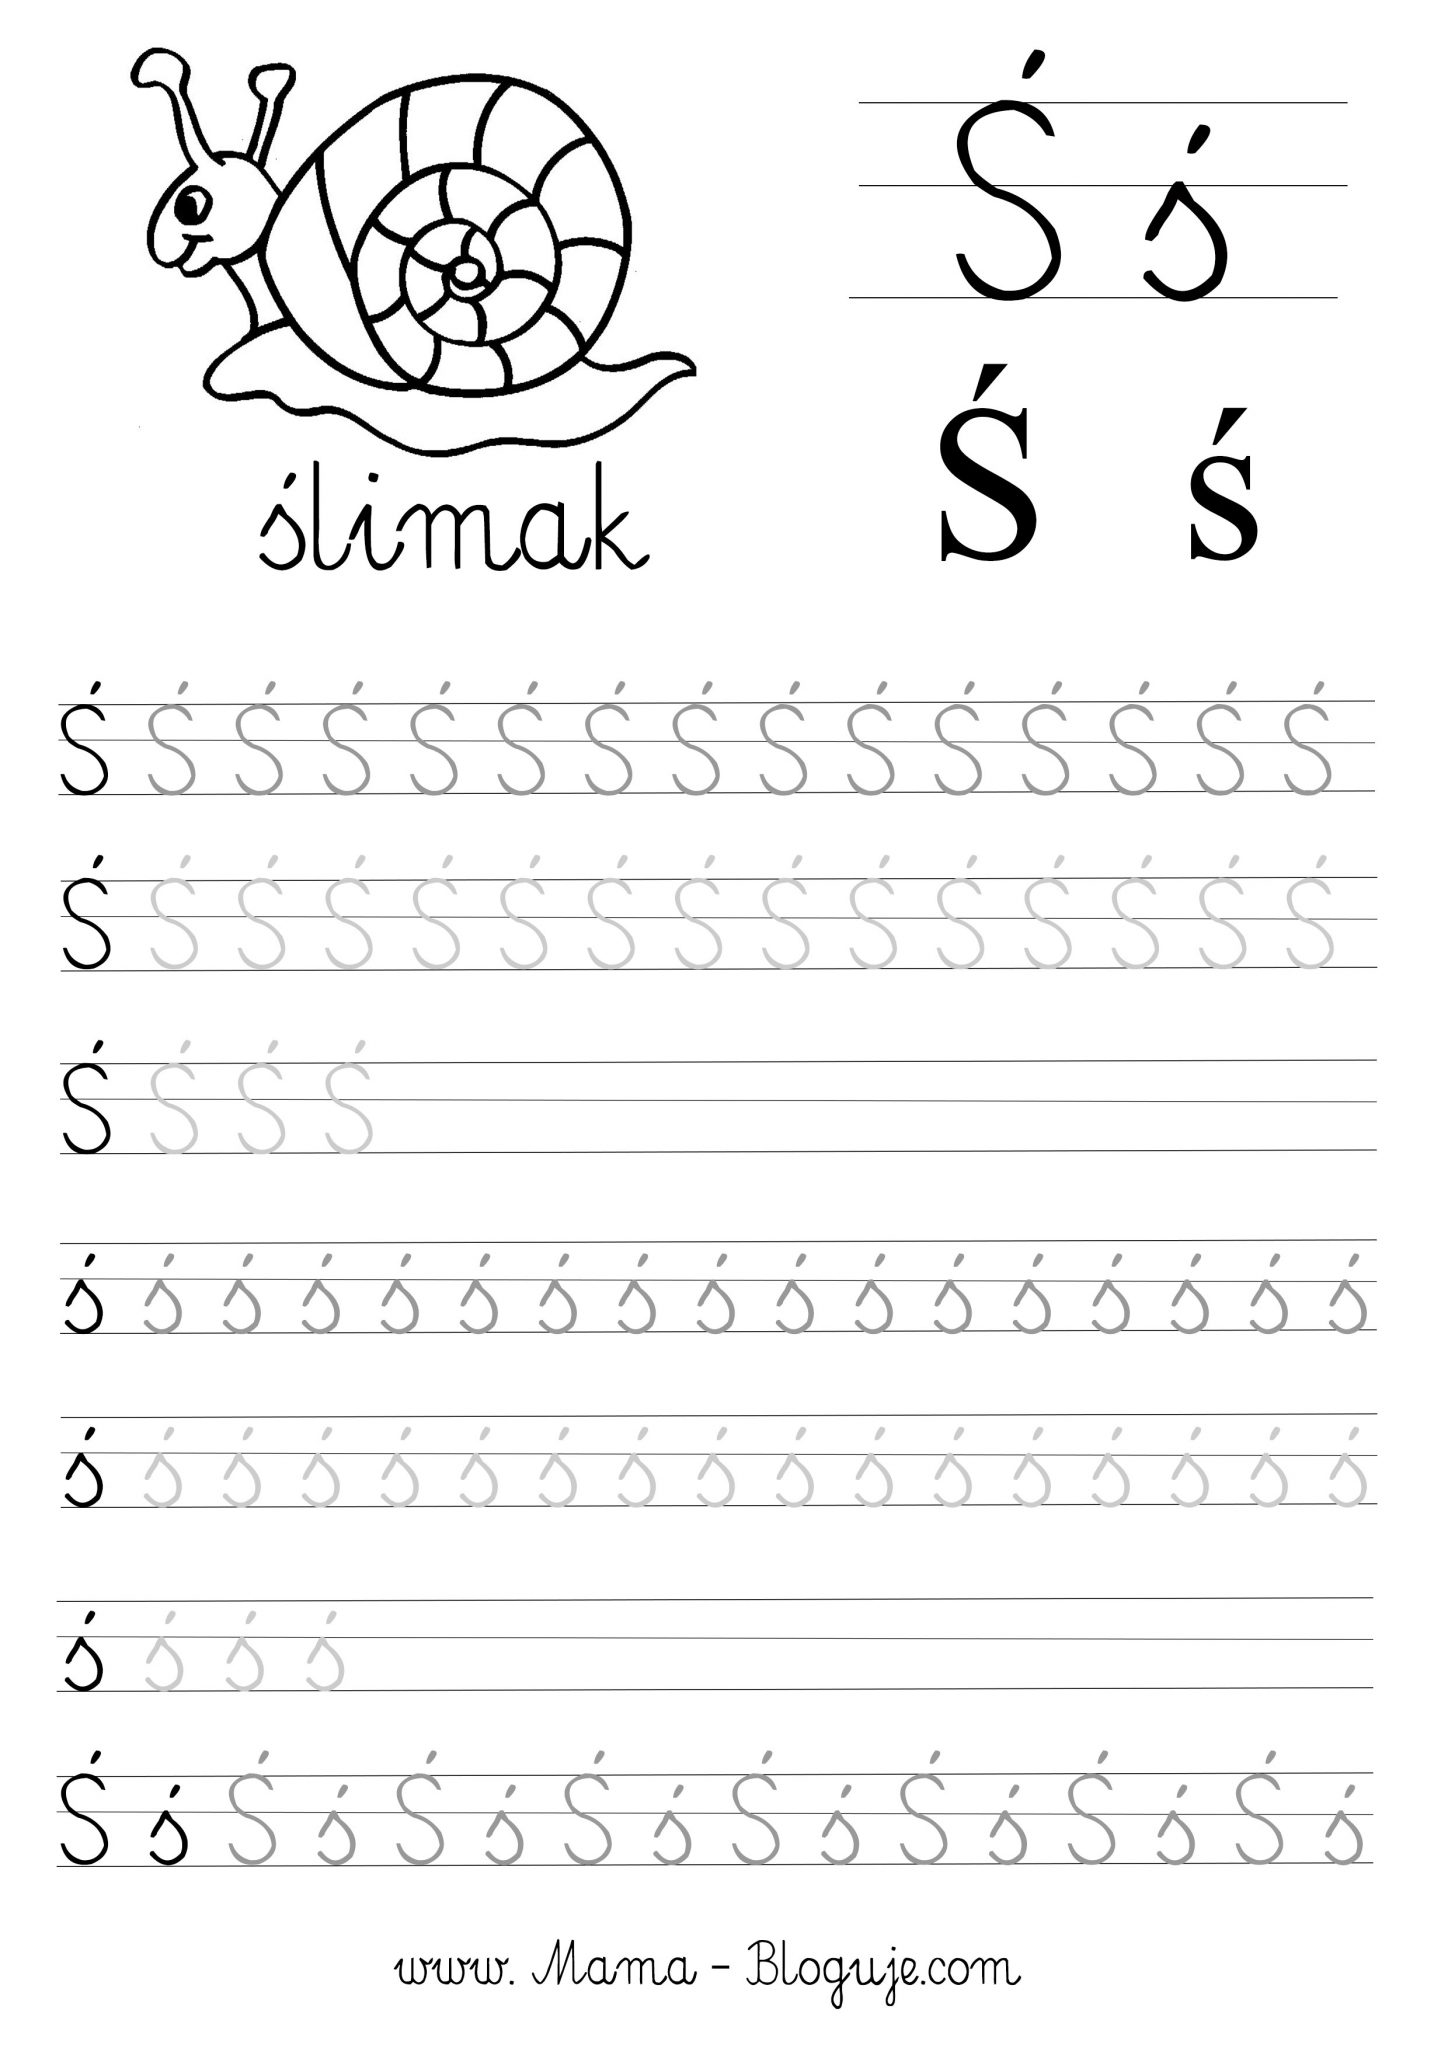 Ś ś
Ś ś
ślimak
Ś Ś Ś Ś Ś Ś Ś Ś Ś Ś Ś Ś Ś Ś Ś
Ś Ś Ś Ś Ś Ś Ś Ś Ś Ś Ś Ś Ś Ś Ś
Ś Ś Ś Ś
ś ś ś ś ś ś ś ś ś ś ś ś ś ś ś ś ś
ś ś ś ś ś ś ś ś ś ś ś ś ś ś ś ś ś
ś ś ś ś
Ś ś Ś ś Ś ś Ś ś Ś ś Ś ś Ś ś Ś ś
www. Mama - Bloguje.com